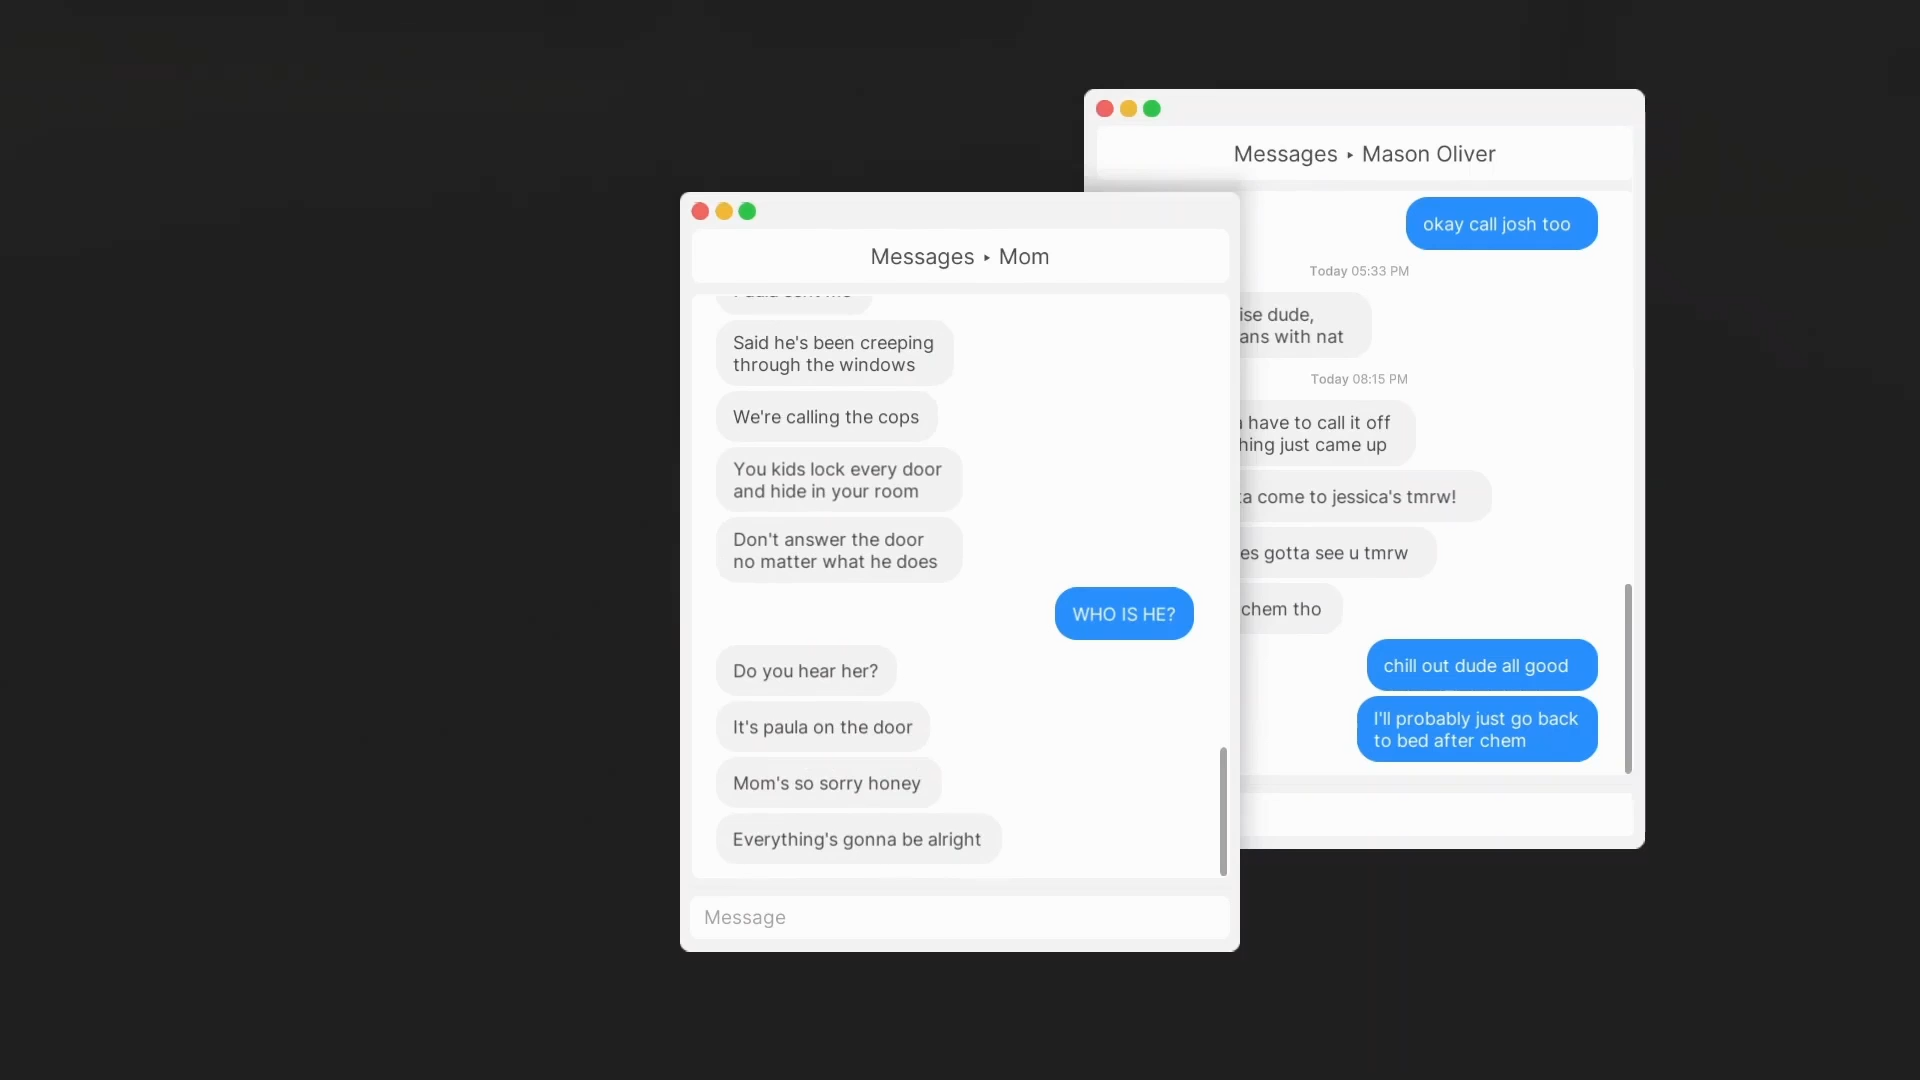 Messages ▸ Mom
Said he's been creeping
through the windows
We're calling the cops
You kids lock every door
and hide in your room
Don't answer the door
no matter what he does
WHO IS HE?
Do you hear her?
It's paula on the door
Mom's so sorry honey
Everything's gonna be alright
Message
Messages ▸ Mason Oliver
okay call josh too
Today 05:33 PM
dude,
with nat
Today 08:15 PM
have to call it off
just came up
come to jessica's tmrw!
gotta see u tmrw
chem tho
chill out dude all good
I'll probably just go back
to bed after chem